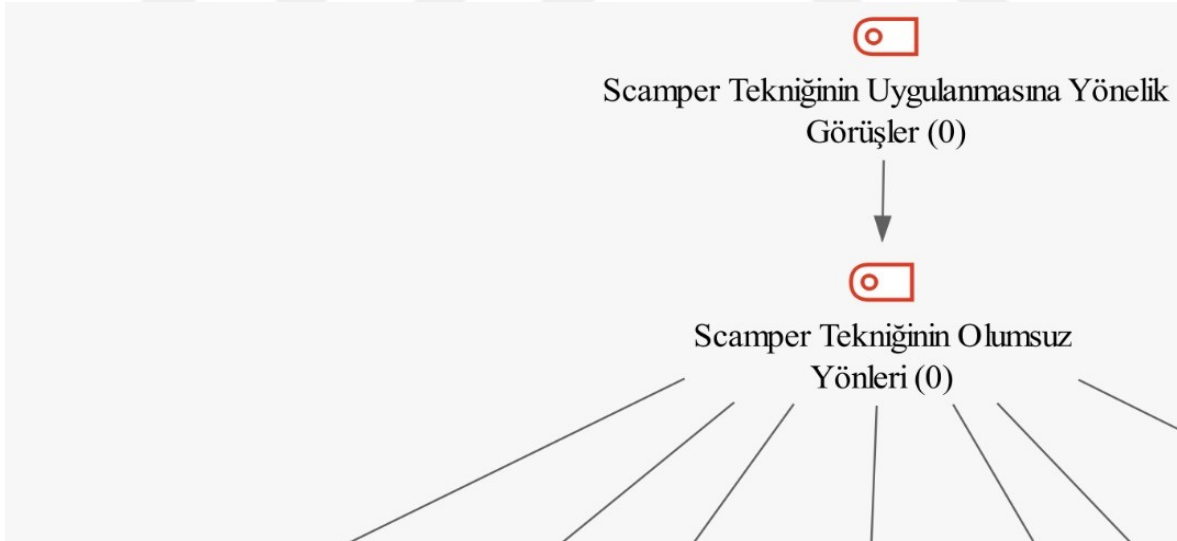 Scamper Tekniğinin Uygulanmasına Yönelik
Görüşler (0)
Scamper Tekniğinin Olumsuz
Yönleri (0)